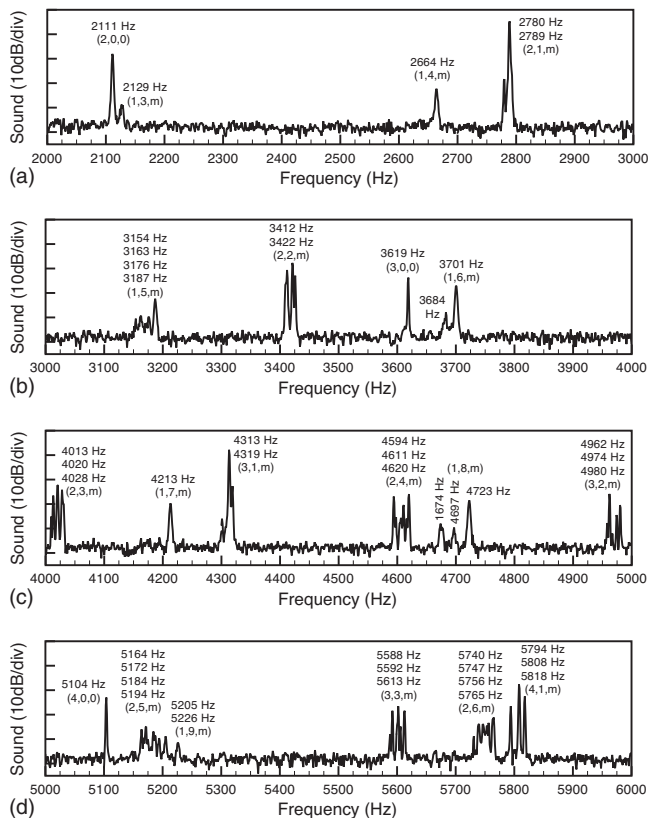 Sound (10dB/div)
2111 Hz
(2,0,0)
2129 Hz
(1,3,m)
2664 Hz
(1,4,m)
2780 Hz
2789 Hz
(2,1,m)
2000 2100 2200 2300 2400 2500 2600 2700 2800 2900 3000
(a)
Frequency (Hz)
Sound (10dB/div)
3154 Hz
3163 Hz
3176 Hz
3187 Hz
(1,5,m)
3412 Hz
3422 Hz
(2,2,m)
3619 Hz
(3,0,0)
3684
Hz
3701 Hz
(1,6,m)
3000 3100 3200 3300 3400 3500 3600 3700 3800 3900 4000
(b)
Frequency (Hz)
Sound (10dB/div)
4013 Hz
4020 Hz
4028 Hz
(2,3,m)
4213 Hz
(1,7,m)
4313 Hz
4319 Hz
(3,1,m)
4594 Hz
4611 Hz
4620 Hz
(2,4,m)
1674 Hz
4697 Hz
(1,8,m)
4723 Hz
4962 Hz
4974 Hz
4980 Hz
(3,2,m)
4000 4100 4200 4300 4400 4500 4600 4700 4800 4900 5000
(c)
Frequency (Hz)
Sound (10dB/div)
5104 Hz
(4,0,0)
5164 Hz
5172 Hz
5184 Hz
5194 Hz
(2,5,m)
5205 Hz
5226 Hz
(1,9,m)
5588 Hz
5592 Hz
5613 Hz
(3,3,m)
5740 Hz
5747 Hz
5756 Hz
5765 Hz
(2,6,m)
5794 Hz
5808 Hz
5818 Hz
(4,1,m)
5000 5100 5200 5300 5400 5500 5600 5700 5800 5900 6000
(d)
Frequency (Hz)